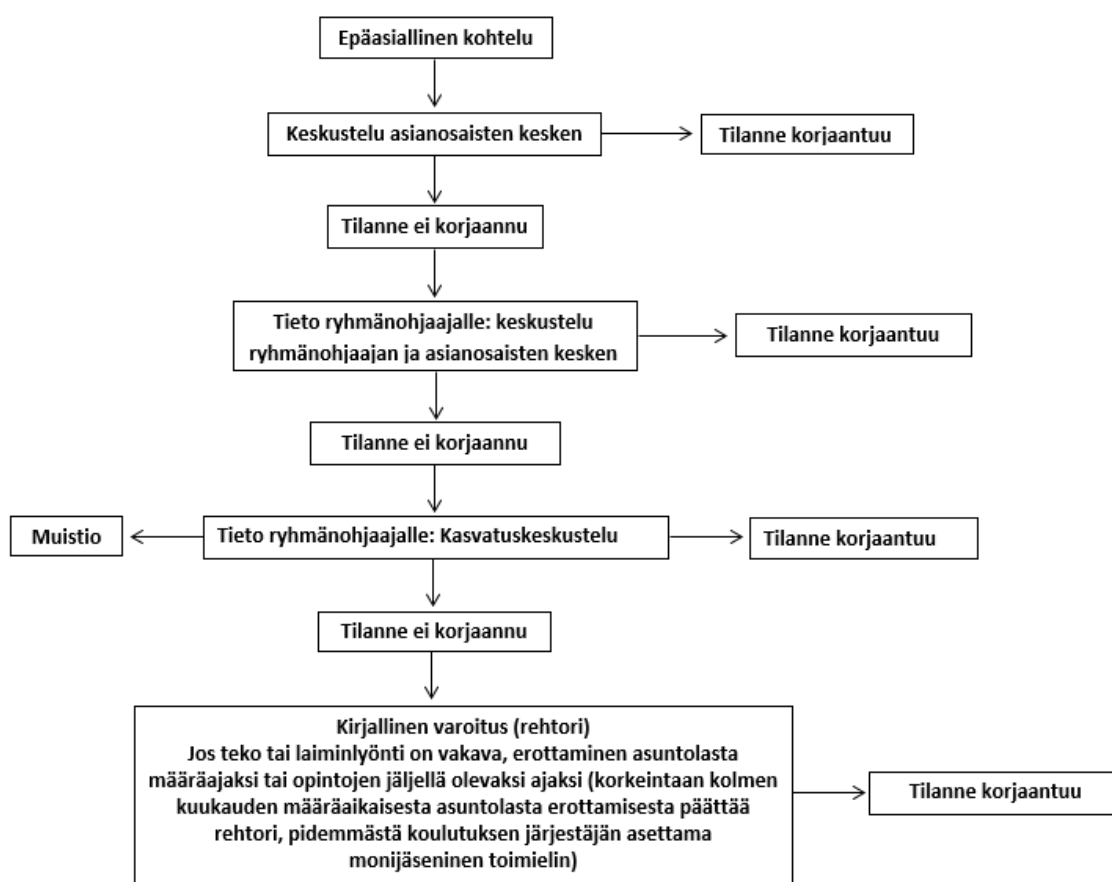 Epäasiallinen kohtelu
Keskustelu asianosaisten kesken
Tilanne korjaantuu
Tilanne ei korjaannu
Tieto ryhmänohjaajalle: keskustelu
ryhmänohjaajan ja asianosaisten kesken
Tilanne korjaantuu
Tilanne ei korjaannu
Muistio
Tieto ryhmänohjaajalle: Kasvatuskeskustelu
Tilanne korjaantuu
Tilanne ei korjaannu
Kirjallinen varoitus (rehtori)
Jos teko tai laiminlyönti on vakava, erottaminen asuntolasta
määräajaksi tai opintojen jäljellä olevaksi ajaksi (korkeintaan kolmen
kuukauden määräaikaisesta asuntolasta erottamisesta päättää
rehtori, pidemmästä koulutuksen järjestäjän asettama
monijäseninen toimielin)
Tilanne korjaantuu